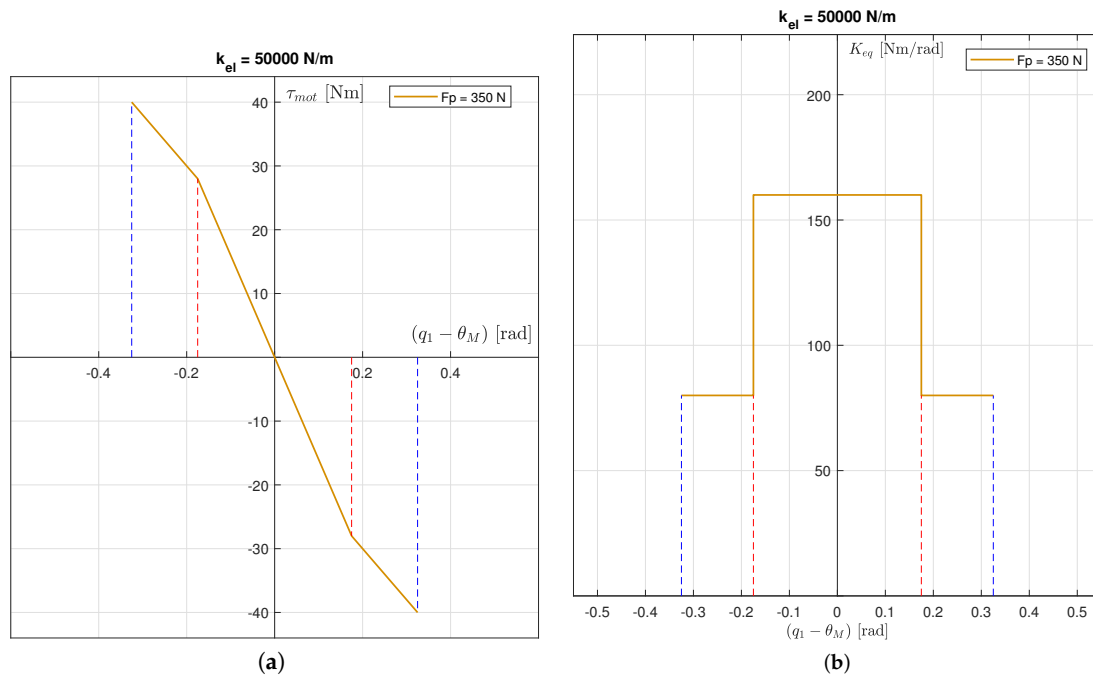 k_el = 50000 N/m
τ_mot [Nm]
Fp = 350 N
40
30
20
10
(q_1 − θ_M) [rad]
-0.4 -0.2 0.2 0.4
-10
-20
-30
-40
(a)
k_el = 50000 N/m
K_eq [Nm/rad]
Fp = 350 N
200
150
100
50
-0.5 -0.4 -0.3 -0.2 -0.1 0 0.1 0.2 0.3 0.4 0.5
(q_1 − θ_M) [rad]
(b)